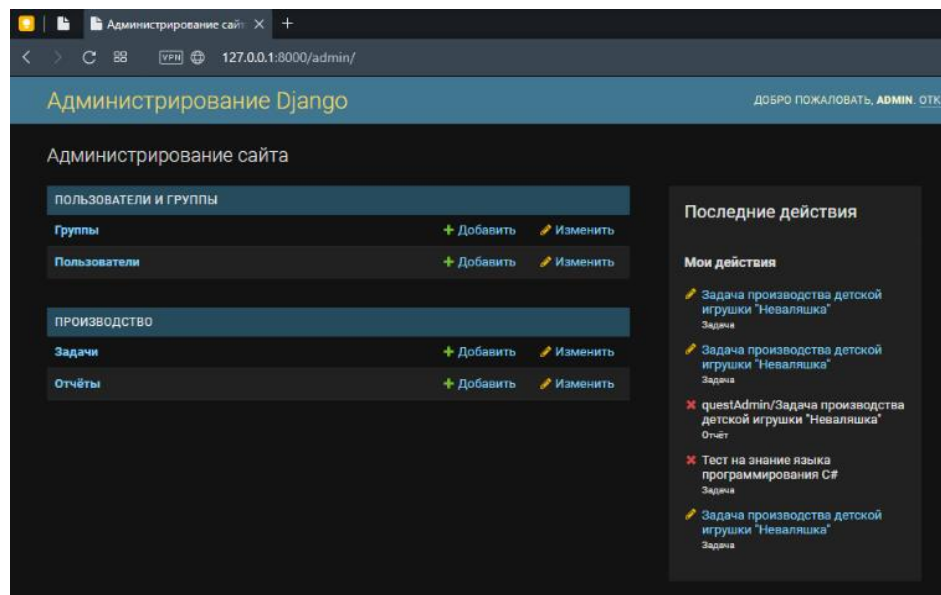 Администрирование сайт
VPN 127.0.0.1:8000/admin/
Администрирование Django
ДОБРО ПОЖАЛОВАТЬ, ADMIN. ОТК
Администрирование сайта
ПОЛЬЗОВАТЕЛИ И ГРУППЫ
Группы Добавить Изменить
Пользователи Добавить Изменить
ПРОИЗВОДСТВО
Задачи Добавить Изменить
Отчёты Добавить Изменить
Последние действия
Мои действия
Задача производства детской
игрушки "Неваляшка"
Задача
Задача производства детской
игрушки "Неваляшка"
Задача
questAdmin/Задача производства
детской игрушки "Неваляшка"
Отчёт
Тест на знание языка
программирования C#
Задача
Задача производства детской
игрушки "Неваляшка"
Задача